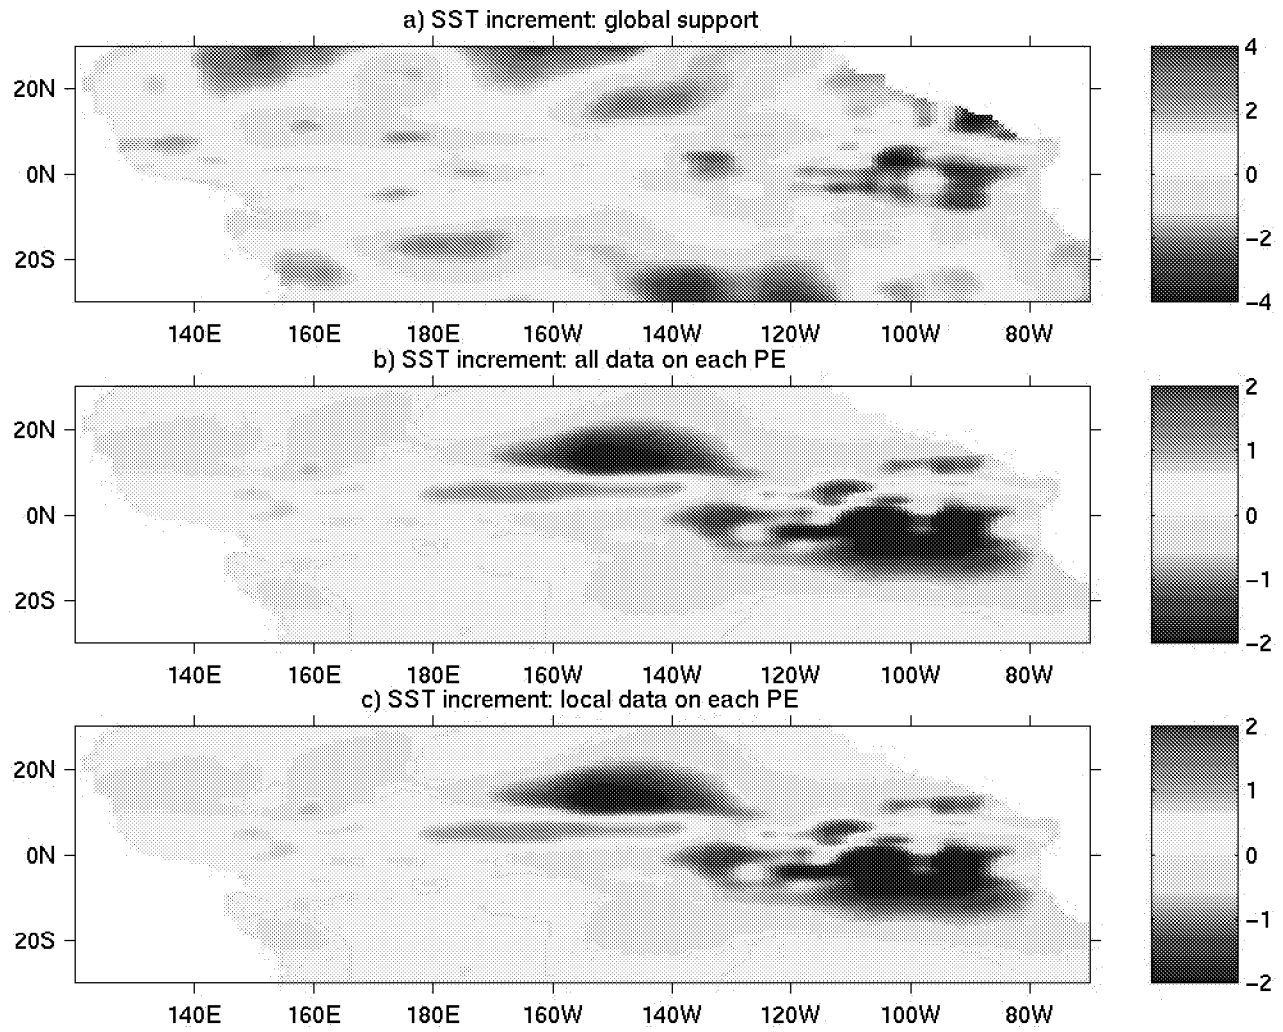 a) SST increment: global support
20N
0N
20S
140E 160E 180E 160W 140W 120W 100W 80W
4
2
0
−2
−4
b) SST increment: all data on each PE
20N
0N
20S
140E 160E 180E 160W 140W 120W 100W 80W
2
1
0
−1
−2
c) SST increment: local data on each PE
20N
0N
20S
140E 160E 180E 160W 140W 120W 100W 80W
2
1
0
−1
−2